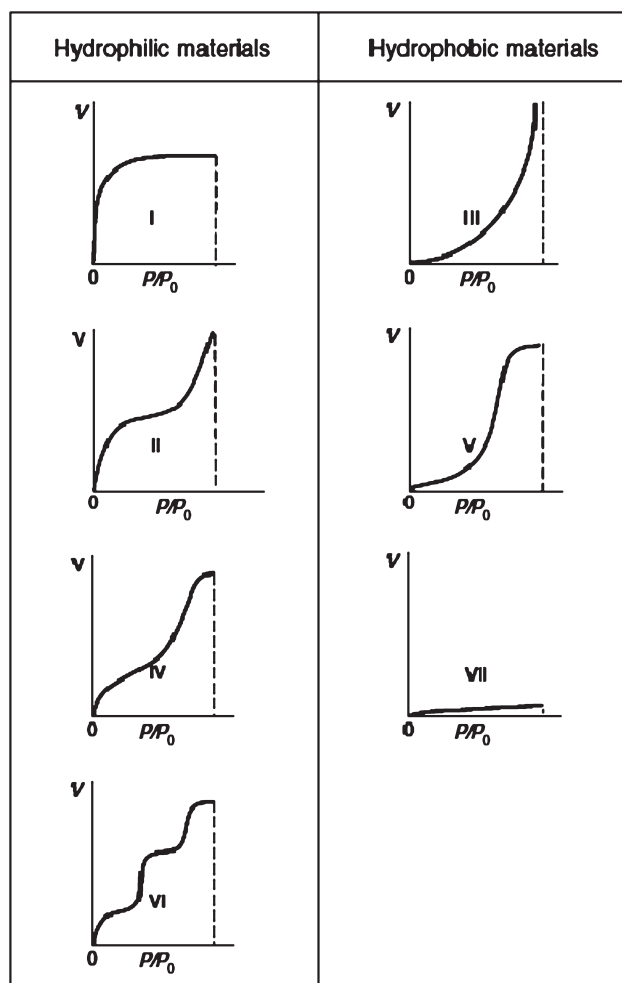 Hydrophilic materials
Hydrophobic materials
V
I
0
P/P0
V
III
0
P/P0
V
II
0
P/P0
V
V
0
P/P0
V
IV
0
P/P0
V
VII
0
P/P0
V
VI
0
P/P0